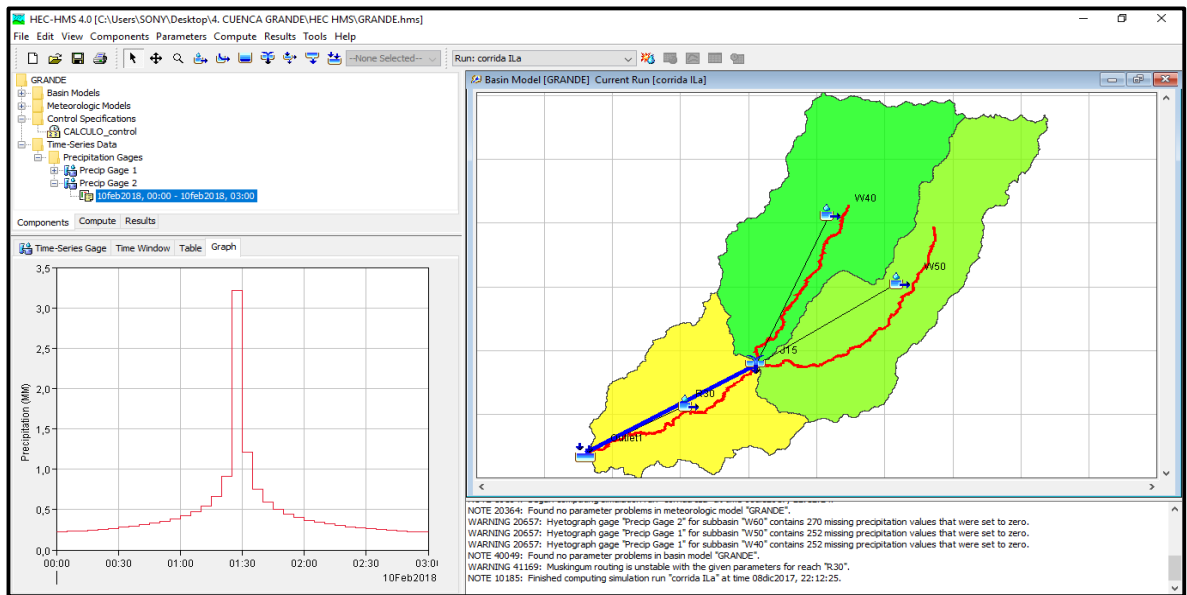 HEC-HMS 4.0 [C:\Users\SONY\Desktop\4. CUENCA GRANDE\HEC HMS\GRANDE.hms]
File Edit View Components Parameters Compute Results Tools Help
--None Selected-- Run: corrida ILa
GRANDE
Basin Models
Meteorologic Models
Control Specifications
CALCULO_control
Time-Series Data
Precipitation Gages
Precip Gage 1
Precip Gage 2
10feb2018, 00:00 - 10feb2018, 03:00
Components Compute Results
Time-Series Gage Time Window Table Graph
3,5
3,0
2,5
2,0
1,5
1,0
0,5
0,0
Precipitation (MM)
00:00 00:30 01:00 01:30 02:00 02:30 03:00
10Feb2018
Basin Model [GRANDE] Current Run [corrida ILa]
W40
W50
J15
R30
Outlet1
NOTE 20364: Found no parameter problems in meteorologic model "GRANDE".
WARNING 20657: Hyetograph gage "Precip Gage 2" for subbasin "W60" contains 270 missing precipitation values that were set to zero.
WARNING 20657: Hyetograph gage "Precip Gage 1" for subbasin "W50" contains 252 missing precipitation values that were set to zero.
WARNING 20657: Hyetograph gage "Precip Gage 1" for subbasin "W40" contains 252 missing precipitation values that were set to zero.
NOTE 40049: Found no parameter problems in basin model "GRANDE".
WARNING 41169: Muskingum routing is unstable with the given parameters for reach "R30".
NOTE 10185: Finished computing simulation run "corrida ILa" at time 08dic2017, 22:12:25.